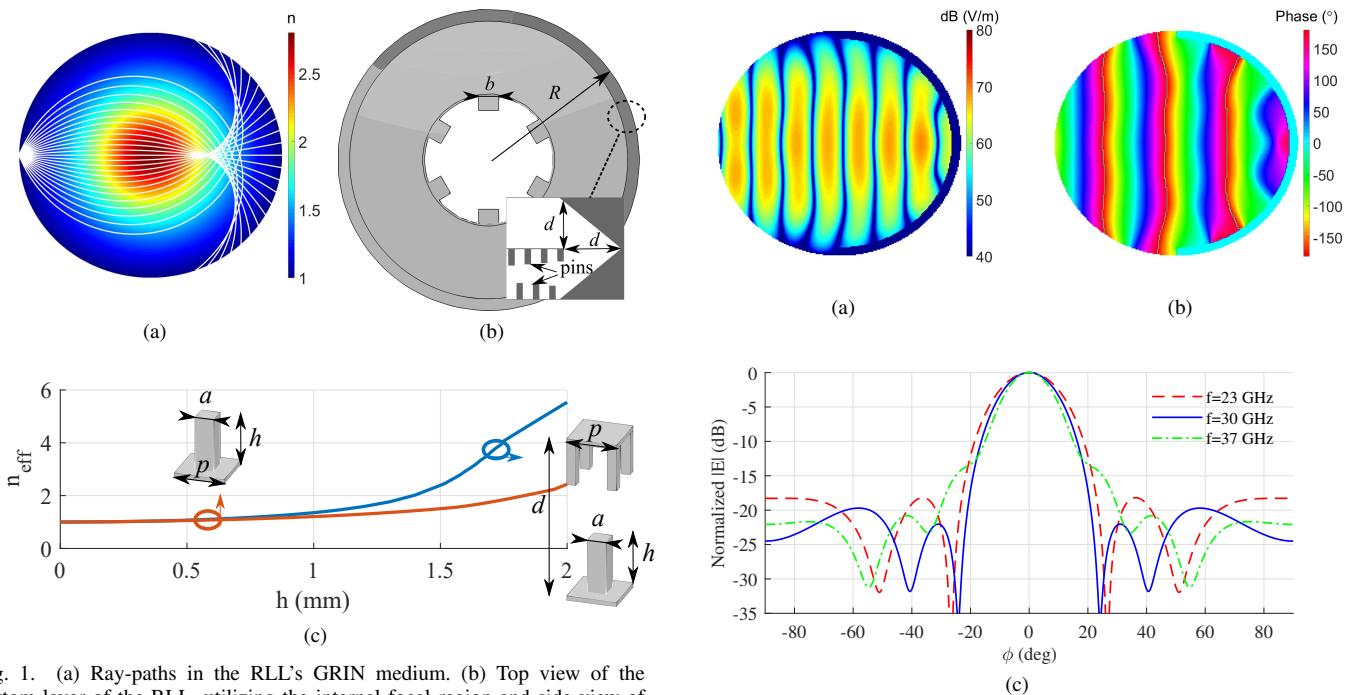 n
2.5
2
1.5
1
(a)
b
R
d
d
pins
(b)
6
4
2
0
n_eff
a
h
p
p
d
a
h
0
0.5
1
1.5
2
h (mm)
(c)
g. 1. (a) Ray-paths in the RLL's GRIN medium. (b) Top view of the
dB (V/m)
80
70
60
50
40
(a)
Phase (°)
150
100
50
0
-50
-100
-150
(b)
0
-5
-10
-15
-20
-25
-30
-35
Normalized |E| (dB)
f=23 GHz
f=30 GHz
f=37 GHz
-80
-60
-40
-20
0
20
40
60
80
ϕ (deg)
(c)